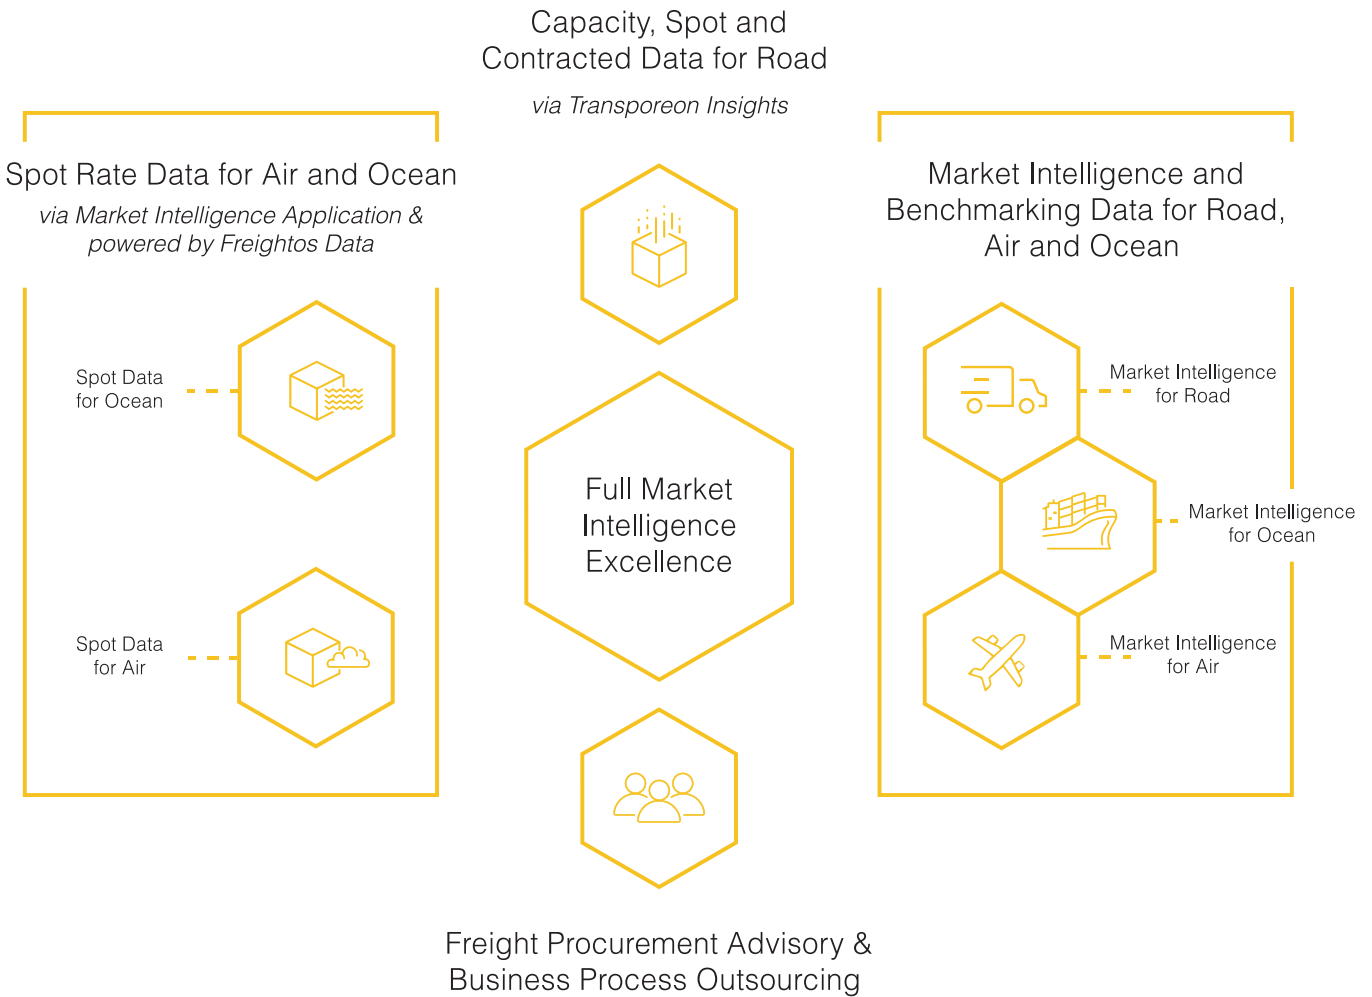 Capacity, Spot and
Contracted Data for Road
via Transporeon Insights
Spot Rate Data for Air and Ocean
via Market Intelligence Application &
powered by Freightos Data
Spot Data
for Ocean
Spot Data
for Air
Full Market
Intelligence
Excellence
Market Intelligence and
Benchmarking Data for Road,
Air and Ocean
Market Intelligence
for Road
Market Intelligence
for Ocean
Market Intelligence
for Air
Freight Procurement Advisory &
Business Process Outsourcing